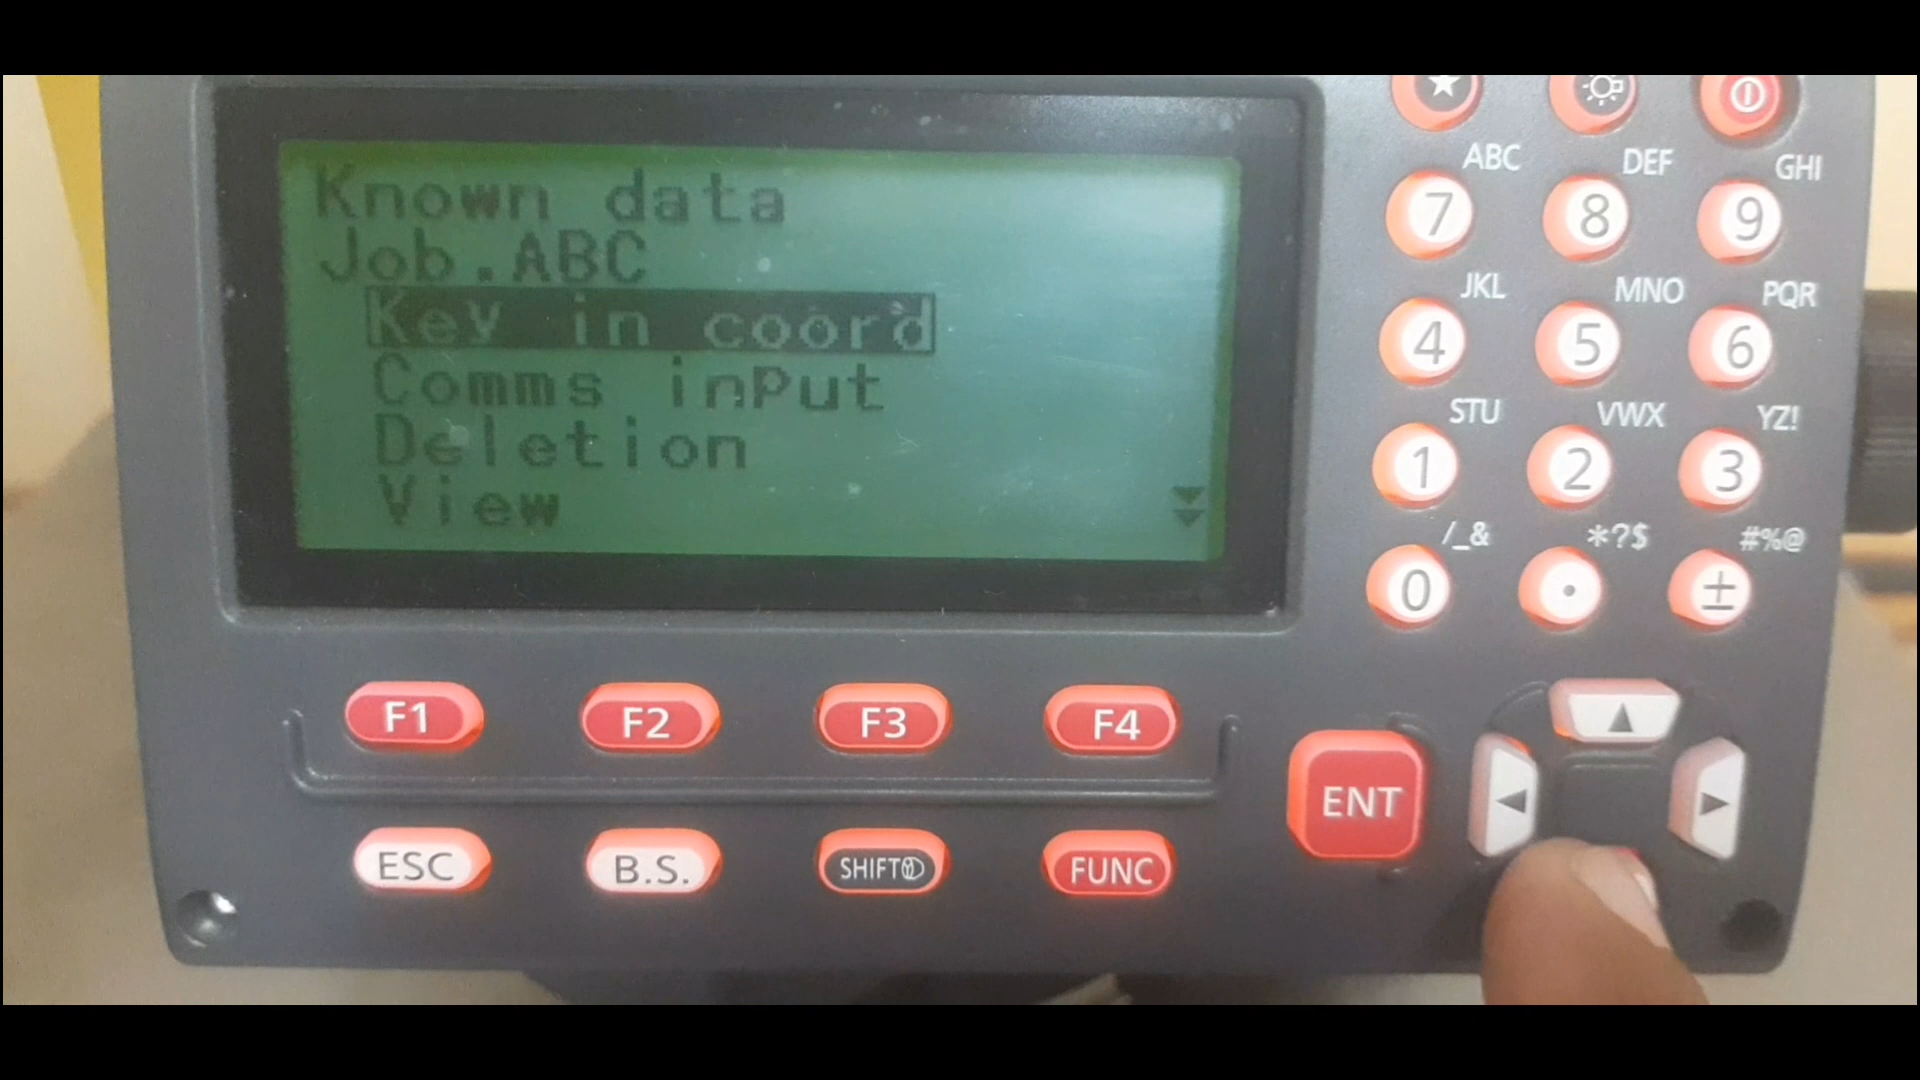 Known data
Job.ABC
Key in coord
Comms input
Deletion
View
ABC DEF GHI
7 8 9
JKL MNO PQR
4 5 6
STU VWX YZ!
1 2 3
/_& *?$ #%@
0 . ±
F1 F2 F3 F4
ENT
ESC B.S. SHIFT FUNC